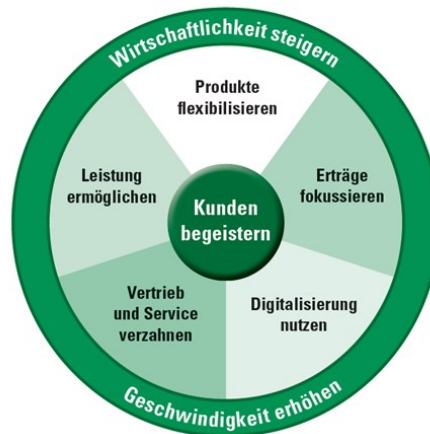 Wirtschaftlichkeit steigern
Produkte
flexibilisieren
Leistung
ermöglichen
Erträge
fokussieren
Kunden
begeistern
Vertrieb
und Service
verzahnen
Digitalisierung
nutzen
Geschwindigkeit erhöhen